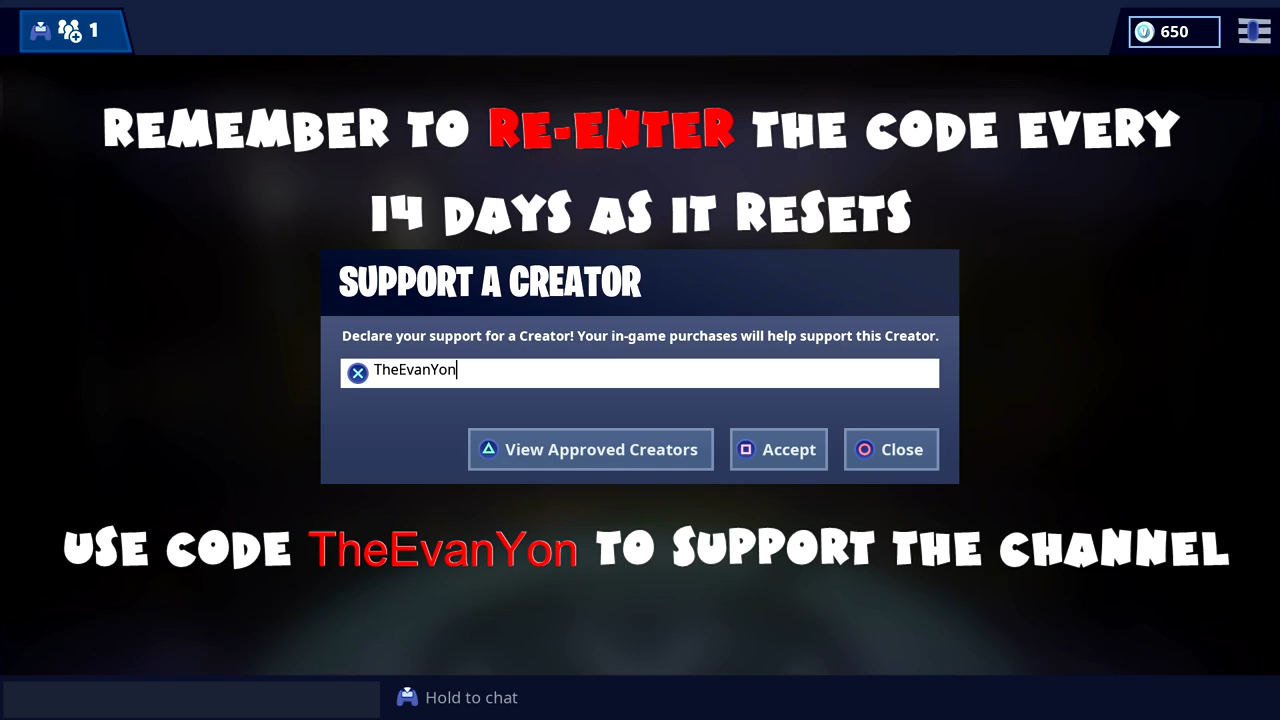 1
650
REMEMBER TO RE-ENTER THE CODE EVERY
14 DAYS AS IT RESETS
SUPPORT A CREATOR
Declare your support for a Creator! Your in-game purchases will help support this Creator.
TheEvanYon
View Approved Creators
Accept
Close
USE CODE TheEvanYon TO SUPPORT THE CHANNEL
Hold to chat